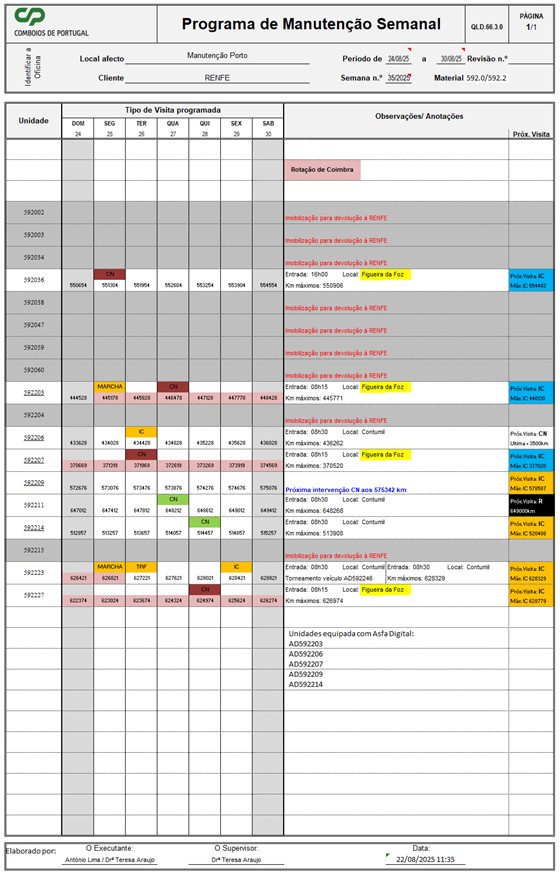 CP
COMBOIOS DE PORTUGAL
Programa de Manutenção Semanal
QLD.66.3.0
PÁGINA
1/1
Identificar a Oficina
Local afecto Manutenção Porto
Periodo de 24/08/25 a 30/08/25 Revisão n.º
Cliente RENFE
Semana n.º 35/2025 Material 592.0/592.2
Unidade
Tipo de Visita programada
Observações/ Anotações
DOM SEG TER QUA QUI SEX SAB
24 25 26 27 28 29 30
Próx. Visita
Rotação de Coimbra
592002 Imobilização para devolução à RENFE
592003 Imobilização para devolução à RENFE
592034 Imobilização para devolução à RENFE
592036 CN Entrada: 16h00 Local: Figueira da Foz Próx.Visita: IC
550654 551304 551954 552604 553254 553904 554554 Km máximos: 550906 Máx: IC 554483
592038 Imobilização para devolução à RENFE
592047 Imobilização para devolução à RENFE
592059 Imobilização para devolução à RENFE
592060 Imobilização para devolução à RENFE
592203 MARCHA CN Entrada: 08h15 Local: Figueira da Foz Próx.Visita: IC
444528 445178 445828 446478 447128 447778 448428 Km máximos: 445771 Máx: IC 448130
592204 Imobilização para devolução à RENFE
592206 IC Entrada: 08h30 Local: Contumil Próx.Visita: CN
433628 434028 434428 434828 435228 435628 436028 Km máximos: 436262 Ultima + 3500km
592207 CN Entrada: 08h15 Local: Figueira da Foz Próx.Visita: IC
370669 371319 371969 372619 373269 373919 374569 Km máximos: 370520 Máx: IC 377020
592209 Próx.Visita: IC
572676 573076 573476 573876 574276 574676 575076 Próxima intervenção CN aos 575342 km Máx: IC 578587
592211 CN Entrada: 08h30 Local: Contumil Próx.Visita: R
647012 647412 647812 648212 648612 649012 649412 Km máximos: 648268 649000km
592214 CN Entrada: 08h30 Local: Contumil Próx.Visita: IC
512857 513257 513657 514057 514457 514857 515257 Km máximos: 513908 Máx: IC 520408
592215 Imobilização para devolução à RENFE
592223 MARCHA TRF IC Entrada: 08h30 Local: Contumil Entrada: 08h30 Local: Contumil Próx.Visita: IC
626421 626821 627221 627621 628021 628421 628821 Torneamento veículo AD592246 Km máximos: 628329 Máx: IC 628329
592227 CN Entrada: 08h15 Local: Figueira da Foz Próx.Visita: IC
622374 623024 623674 624324 624974 625624 626274 Km máximos: 626974 Máx: IC 628779
Unidades equipada com Asfa Digital:
AD592203
AD592206
AD592207
AD592209
AD592214
Elaborado por:
O Executante: O Supervisor: Data:
António Lima / Drª Teresa Araujo Drª Teresa Araujo 22/08/2025 11:35